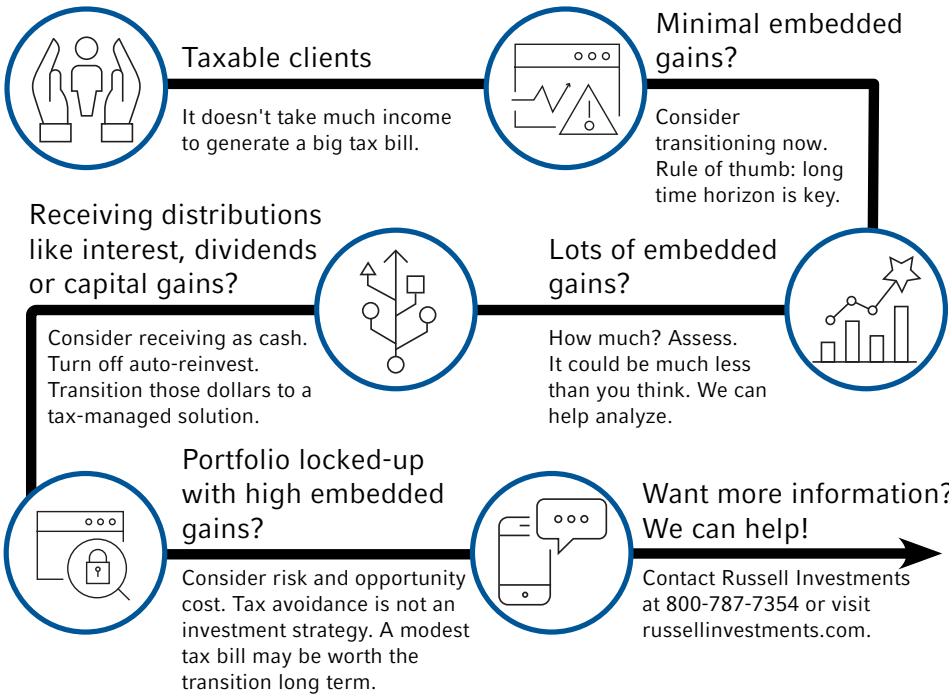 Taxable clients
It doesn't take much income
to generate a big tax bill.
Minimal embedded
gains?
Consider
transitioning now.
Rule of thumb: long
time horizon is key.
Lots of embedded
gains?
How much? Assess.
It could be much less
than you think. We can
help analyze.
Receiving distributions
like interest, dividends
or capital gains?
Consider receiving as cash.
Turn off auto-reinvest.
Transition those dollars to a
tax-managed solution.
Portfolio locked-up
with high embedded
gains?
Consider risk and opportunity
cost. Tax avoidance is not an
investment strategy. A modest
tax bill may be worth the
transition long term.
Want more information?
We can help!
Contact Russell Investments
at 800-787-7354 or visit
russellinvestments.com.